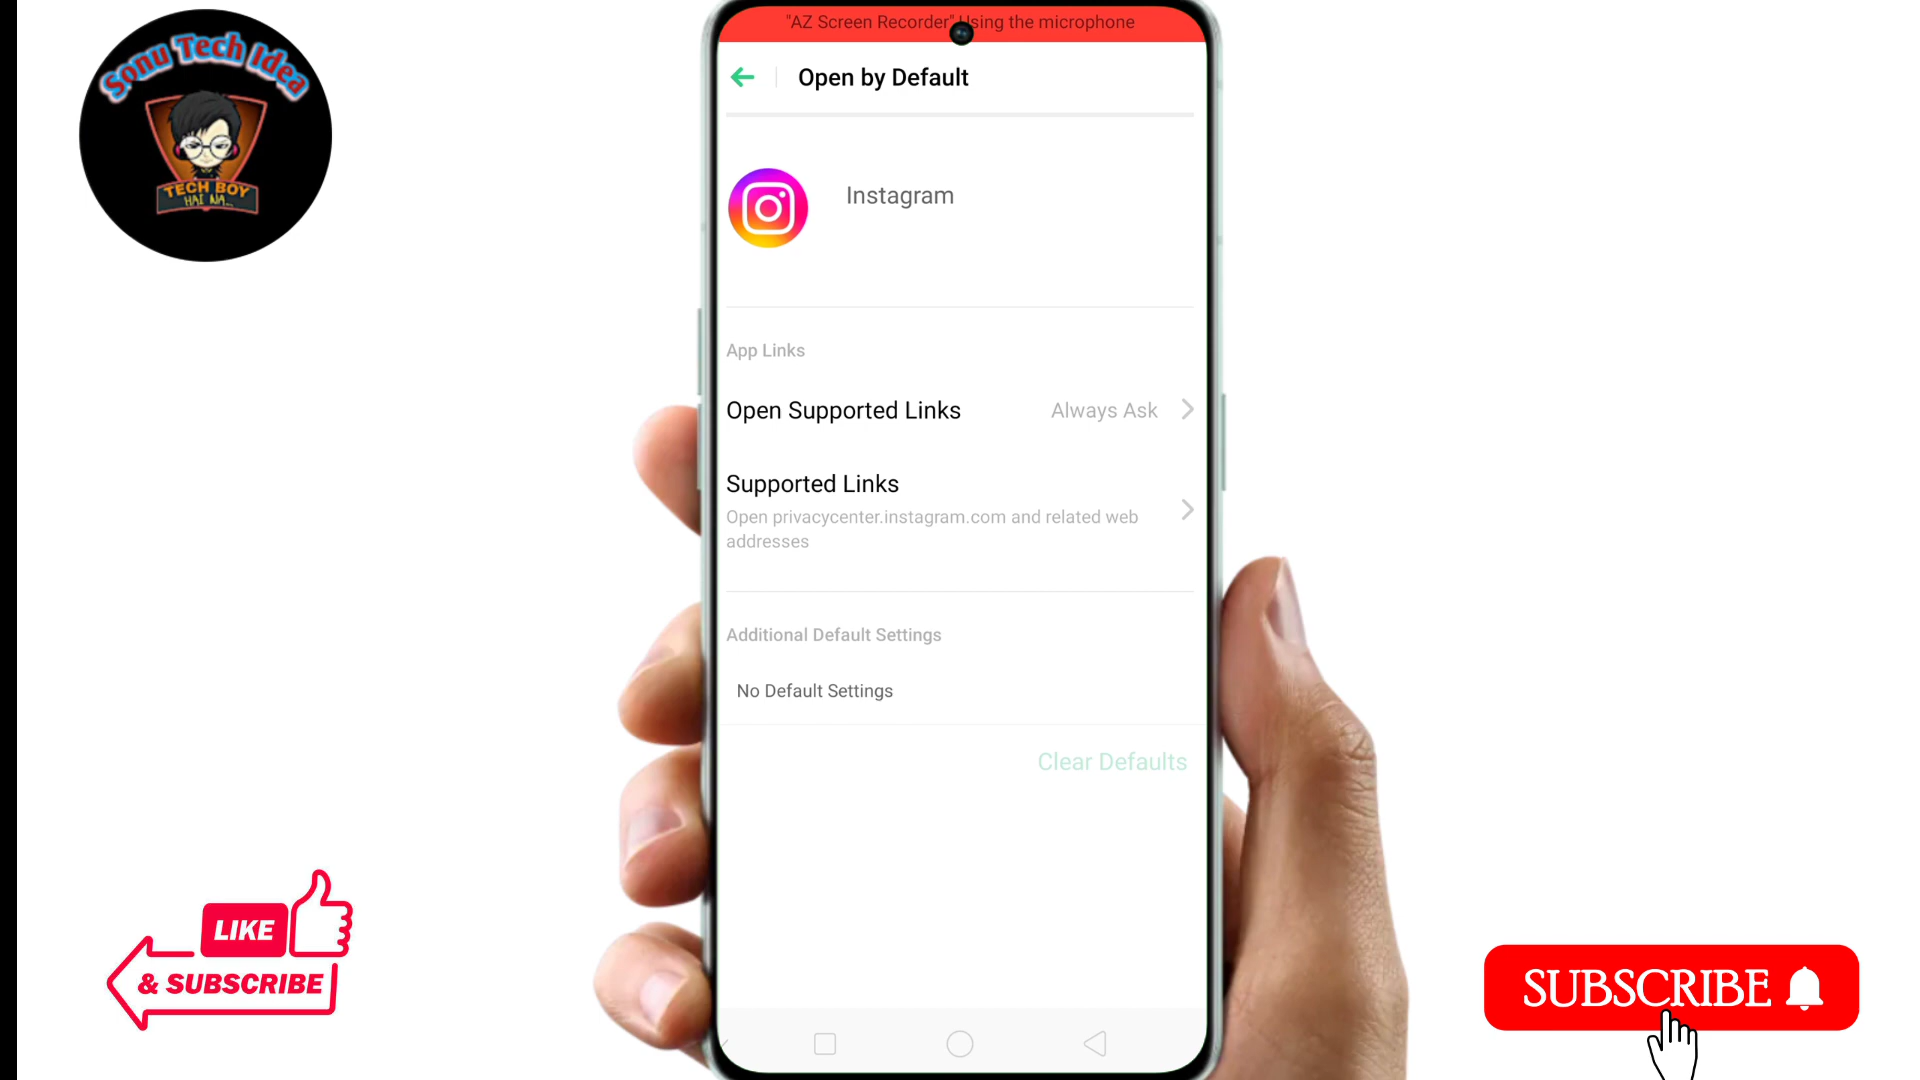 Sonu Tech Idea
TECH BOY
HAI NA..
"AZ Screen Recorder" Using the microphone
Open by Default
Instagram
App Links
Open Supported Links
Always Ask
Supported Links
Open privacycenter.instagram.com and related web
addresses
Additional Default Settings
No Default Settings
Clear Defaults
LIKE
& SUBSCRIBE
SUBSCRIBE